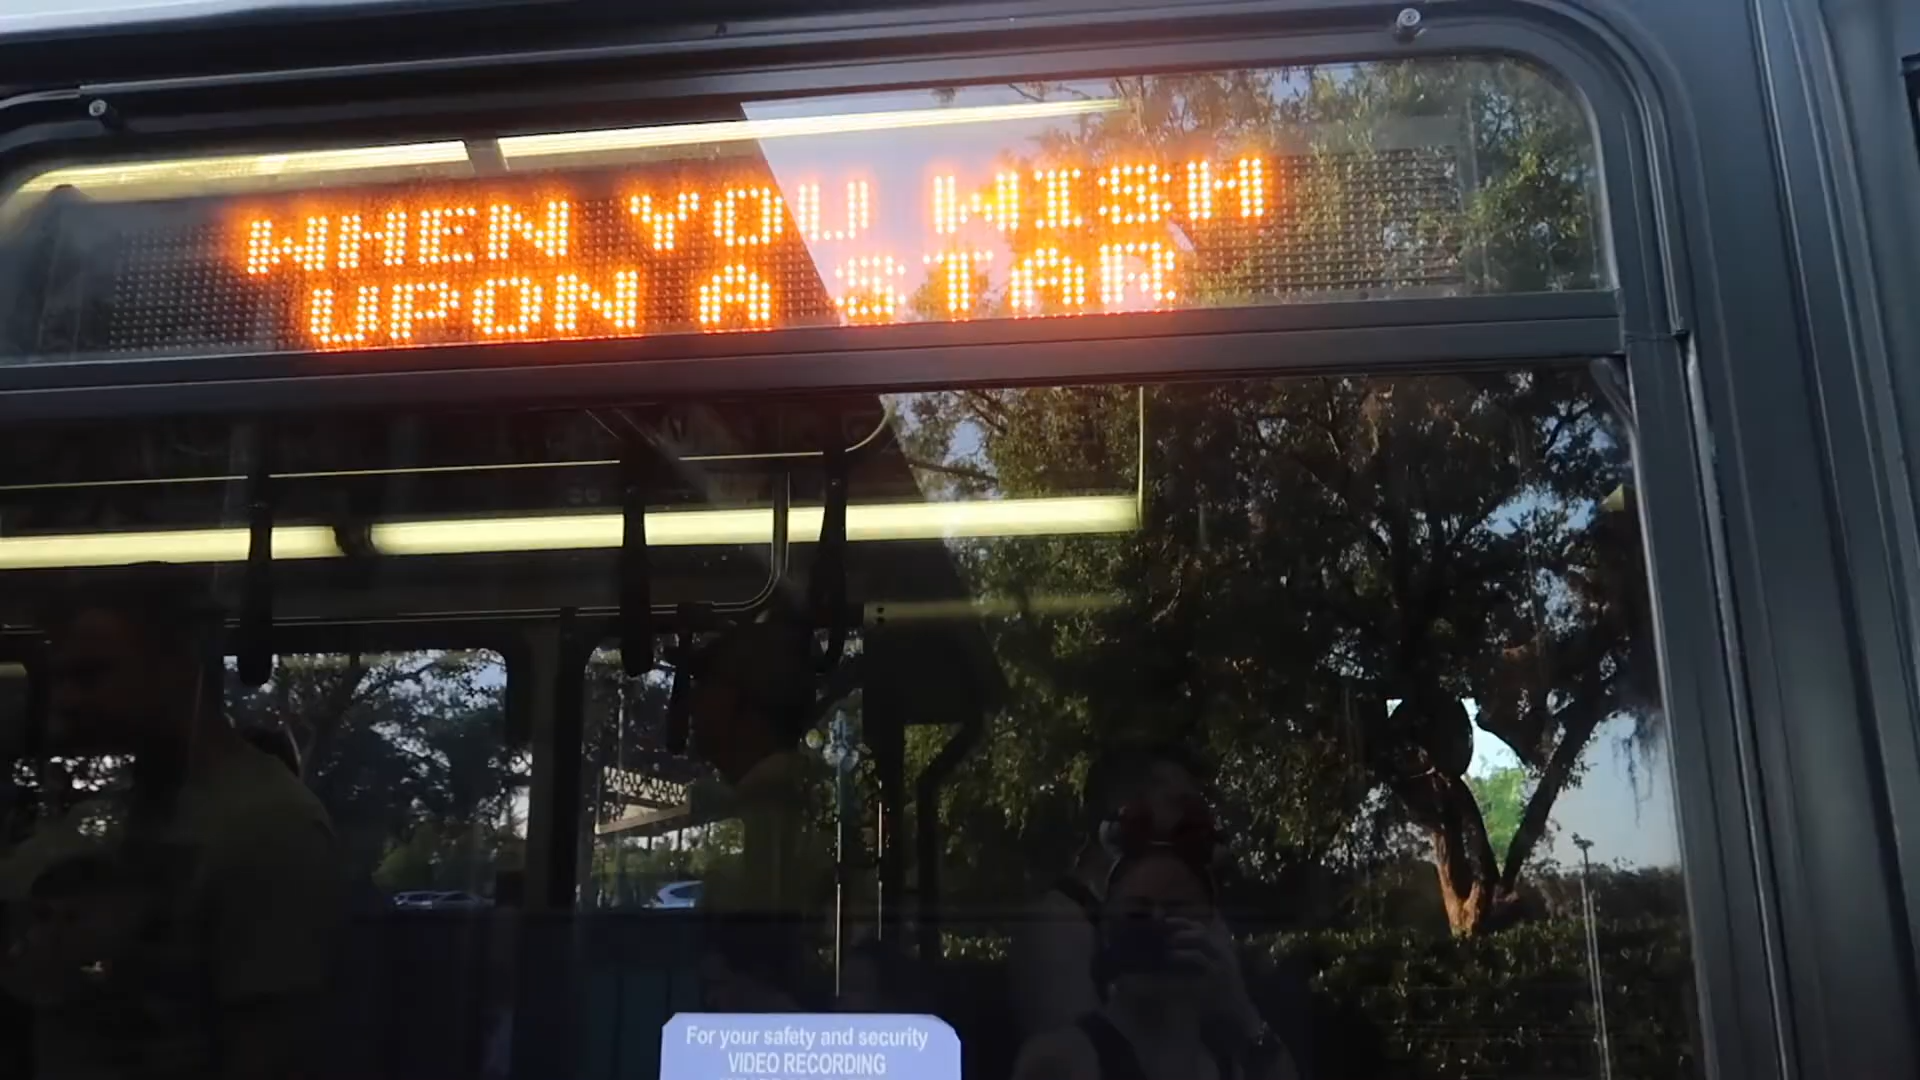 WHEN YOU WISH
UPON A STAR
For your safety and security
VIDEO RECORDING